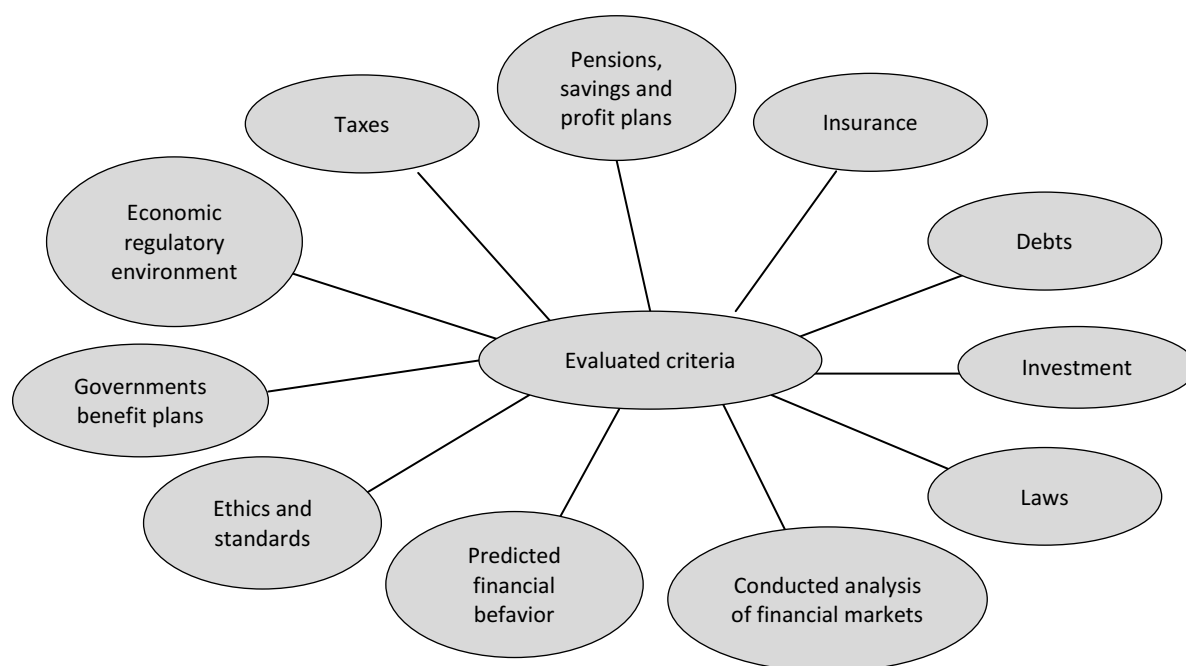 Pensions,
savings and
profit plans
Taxes
Insurance
Economic
regulatory
environment
Debts
Evaluated criteria
Investment
Governments
benefit plans
Laws
Ethics and
standards
Predicted
financial
befavior
Conducted analysis
of financial markets